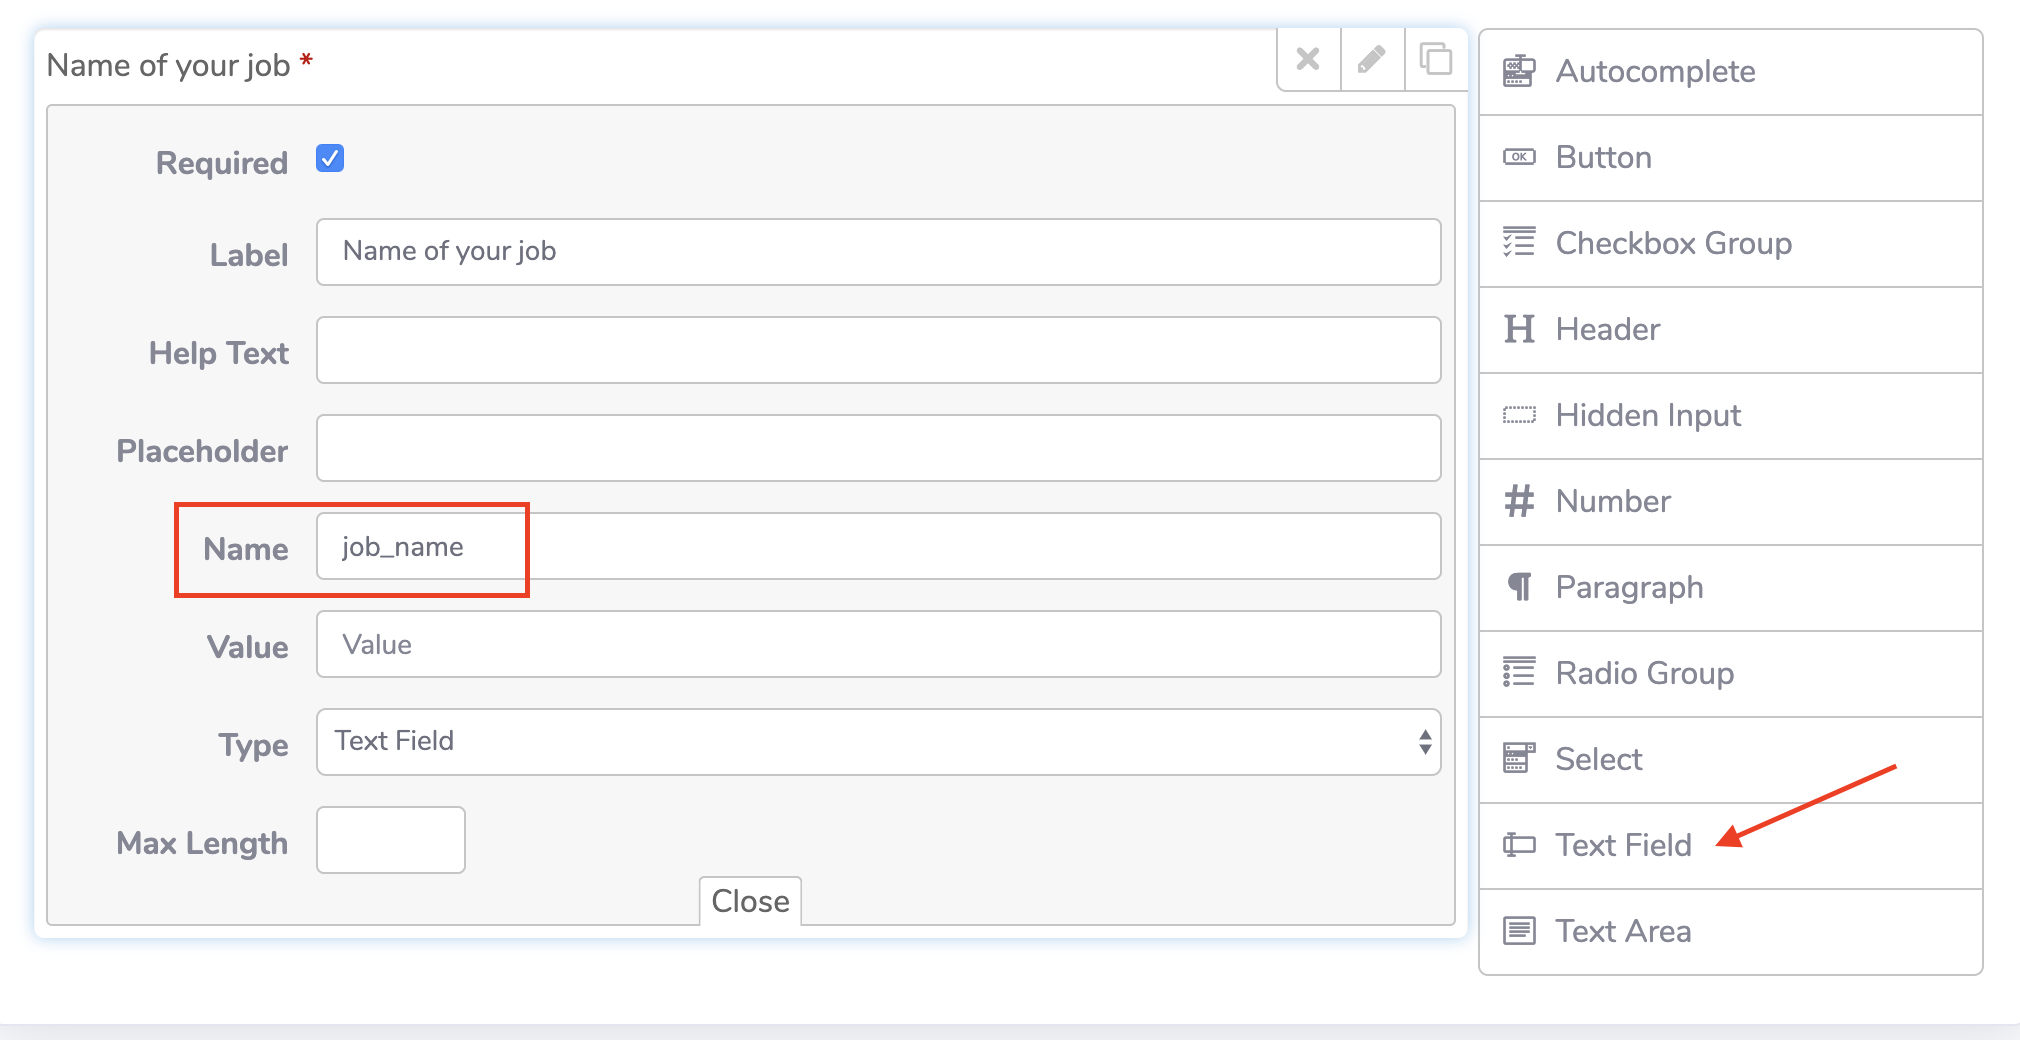 Name of your job *
Required
Label Name of your job
Help Text
Placeholder
Name job_name
Value Value
Type Text Field
Max Length
Close
Autocomplete
OK Button
Checkbox Group
H Header
Hidden Input
# Number
¶ Paragraph
Radio Group
Select
Text Field
Text Area